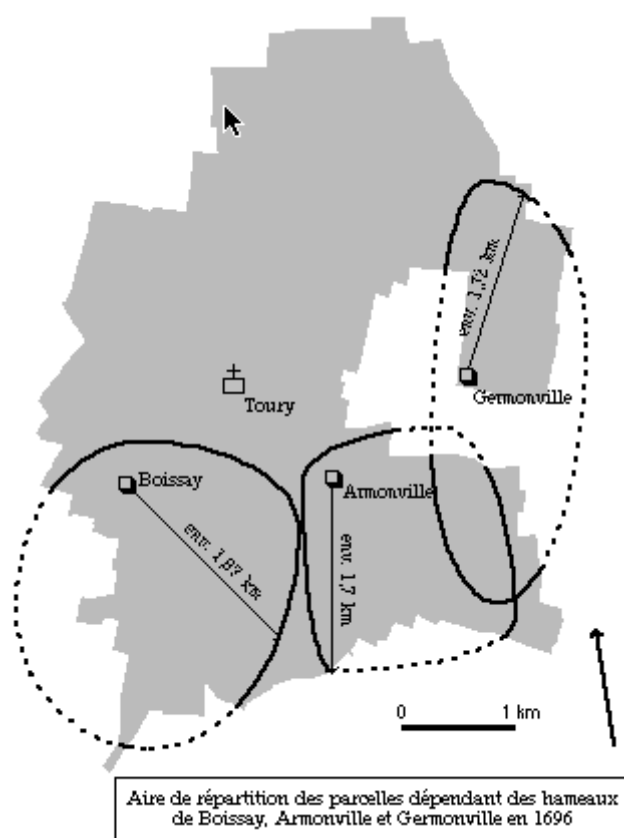 env. 1,72 km
Germonville
Toury
Boissay
Armonville
env. 1,87 km
env. 1,7 km
0 1 km
Aire de répartition des parcelles dépendant des hameaux
de Boissay, Armonville et Germonville en 1696